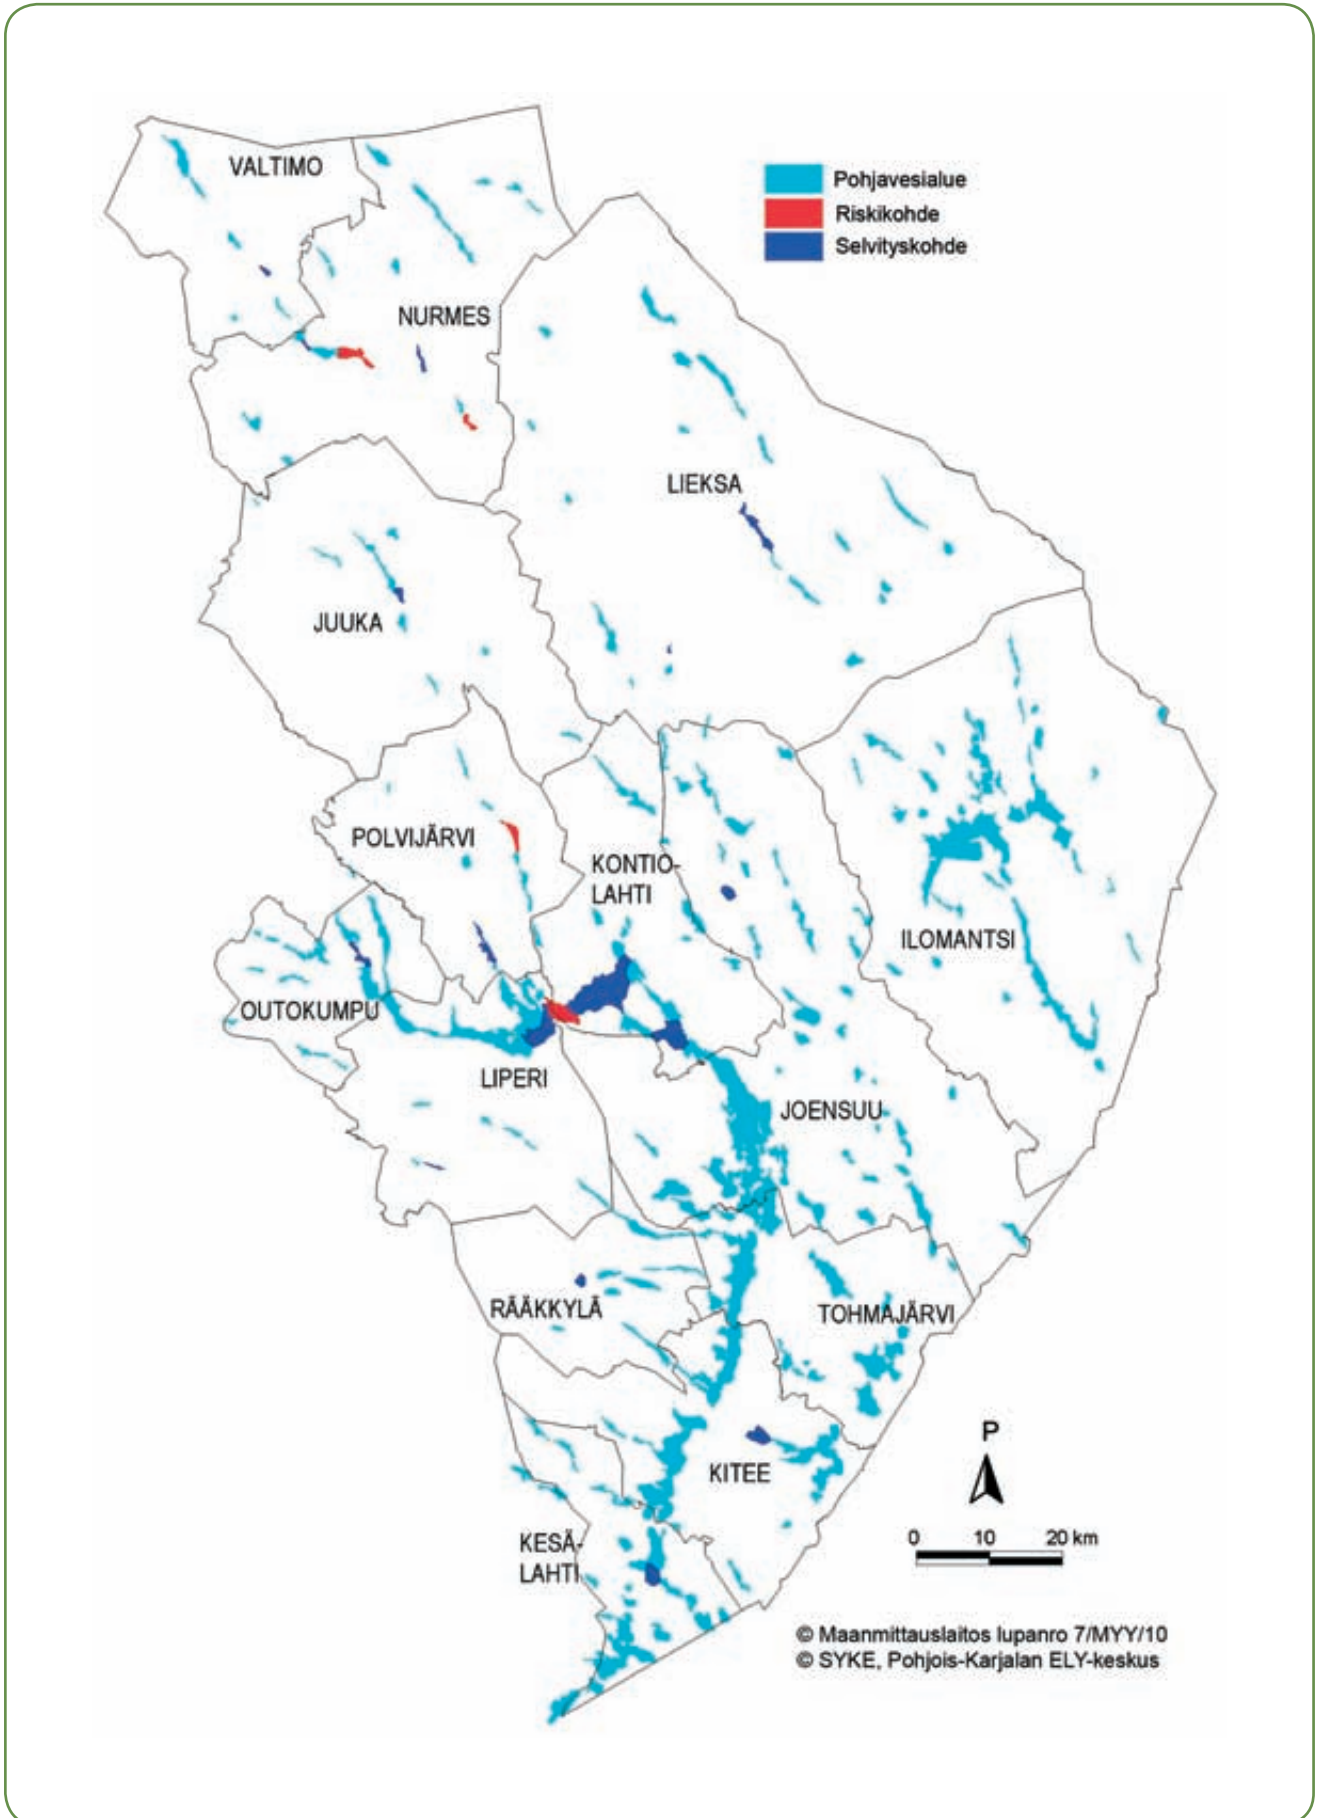 VALTIMO
Pohjavesialue
Riskikohde
Selvityskohde
NURMES
LIEKSA
JUUKA
POLVIJÄRVI
KONTIO-
LAHTI
ILOMANTSI
OUTOKUMPU
LIPERI
JOENSUU
RÄÄKKYLÄ
TOHMAJÄRVI
P
KITEE
0 10 20 km
KESÄ-
LAHTI
© Maanmittauslaitos lupanro 7/MYY/10
© SYKE, Pohjois-Karjalan ELY-keskus